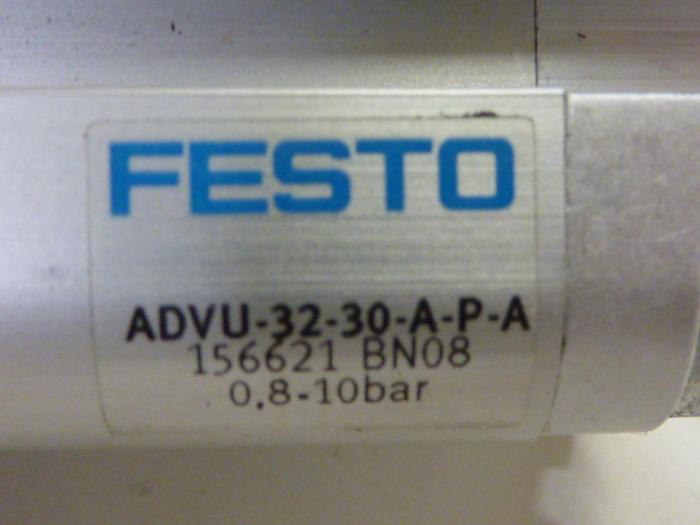 FESTO
ADVU-32-30-A-P-A
156621 BN08
0,8-10bar